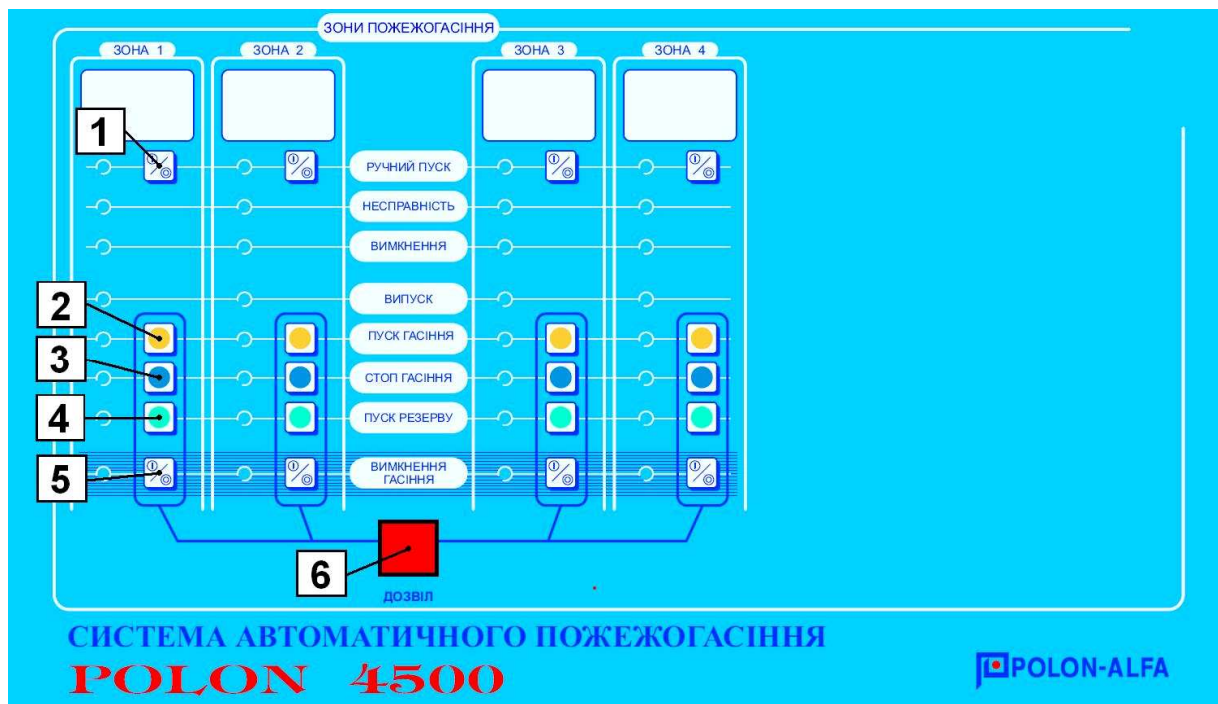 ЗОНИ ПОЖЕЖОГАСІННЯ
ЗОНА 1
ЗОНА 2
ЗОНА 3
ЗОНА 4
1
РУЧНИЙ ПУСК
НЕСПРАВНІСТЬ
ВИМКНЕННЯ
2
ВИПУСК
ПУСК ГАСІННЯ
3
СТОП ГАСІННЯ
4
ПУСК РЕЗЕРВУ
5
ВИМКНЕННЯ
ГАСІННЯ
6
ДОЗВІЛ
СИСТЕМА АВТОМАТИЧНОГО ПОЖЕЖОГАСІННЯ
POLON 4500
POLON-ALFA